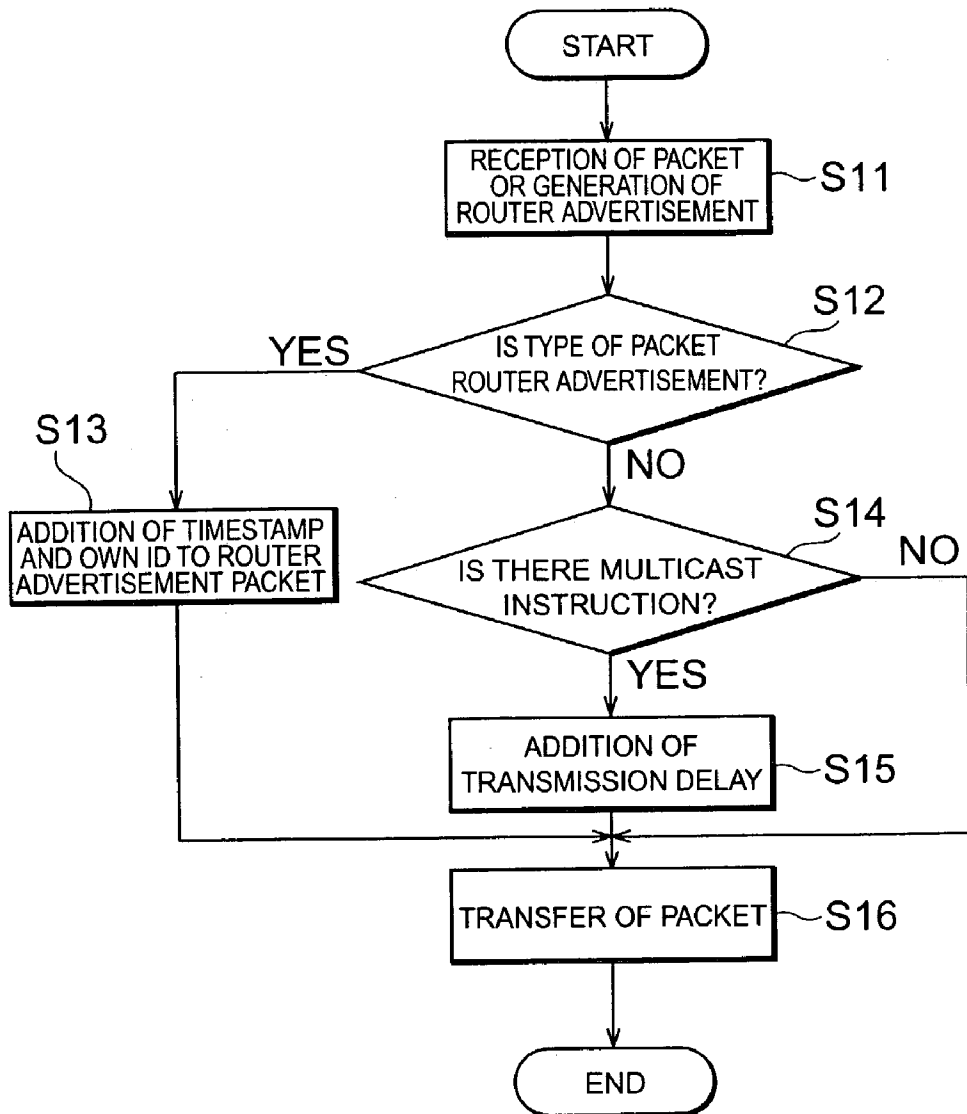 START
RECEPTION OF PACKET
OR GENERATION OF
ROUTER ADVERTISEMENT
S11
S12
IS TYPE OF PACKET
ROUTER ADVERTISEMENT?
YES
NO
S13
ADDITION OF TIMESTAMP
AND OWN ID TO ROUTER
ADVERTISEMENT PACKET
S14
IS THERE MULTICAST
INSTRUCTION?
NO
YES
ADDITION OF
TRANSMISSION DELAY
S15
TRANSFER OF PACKET
S16
END